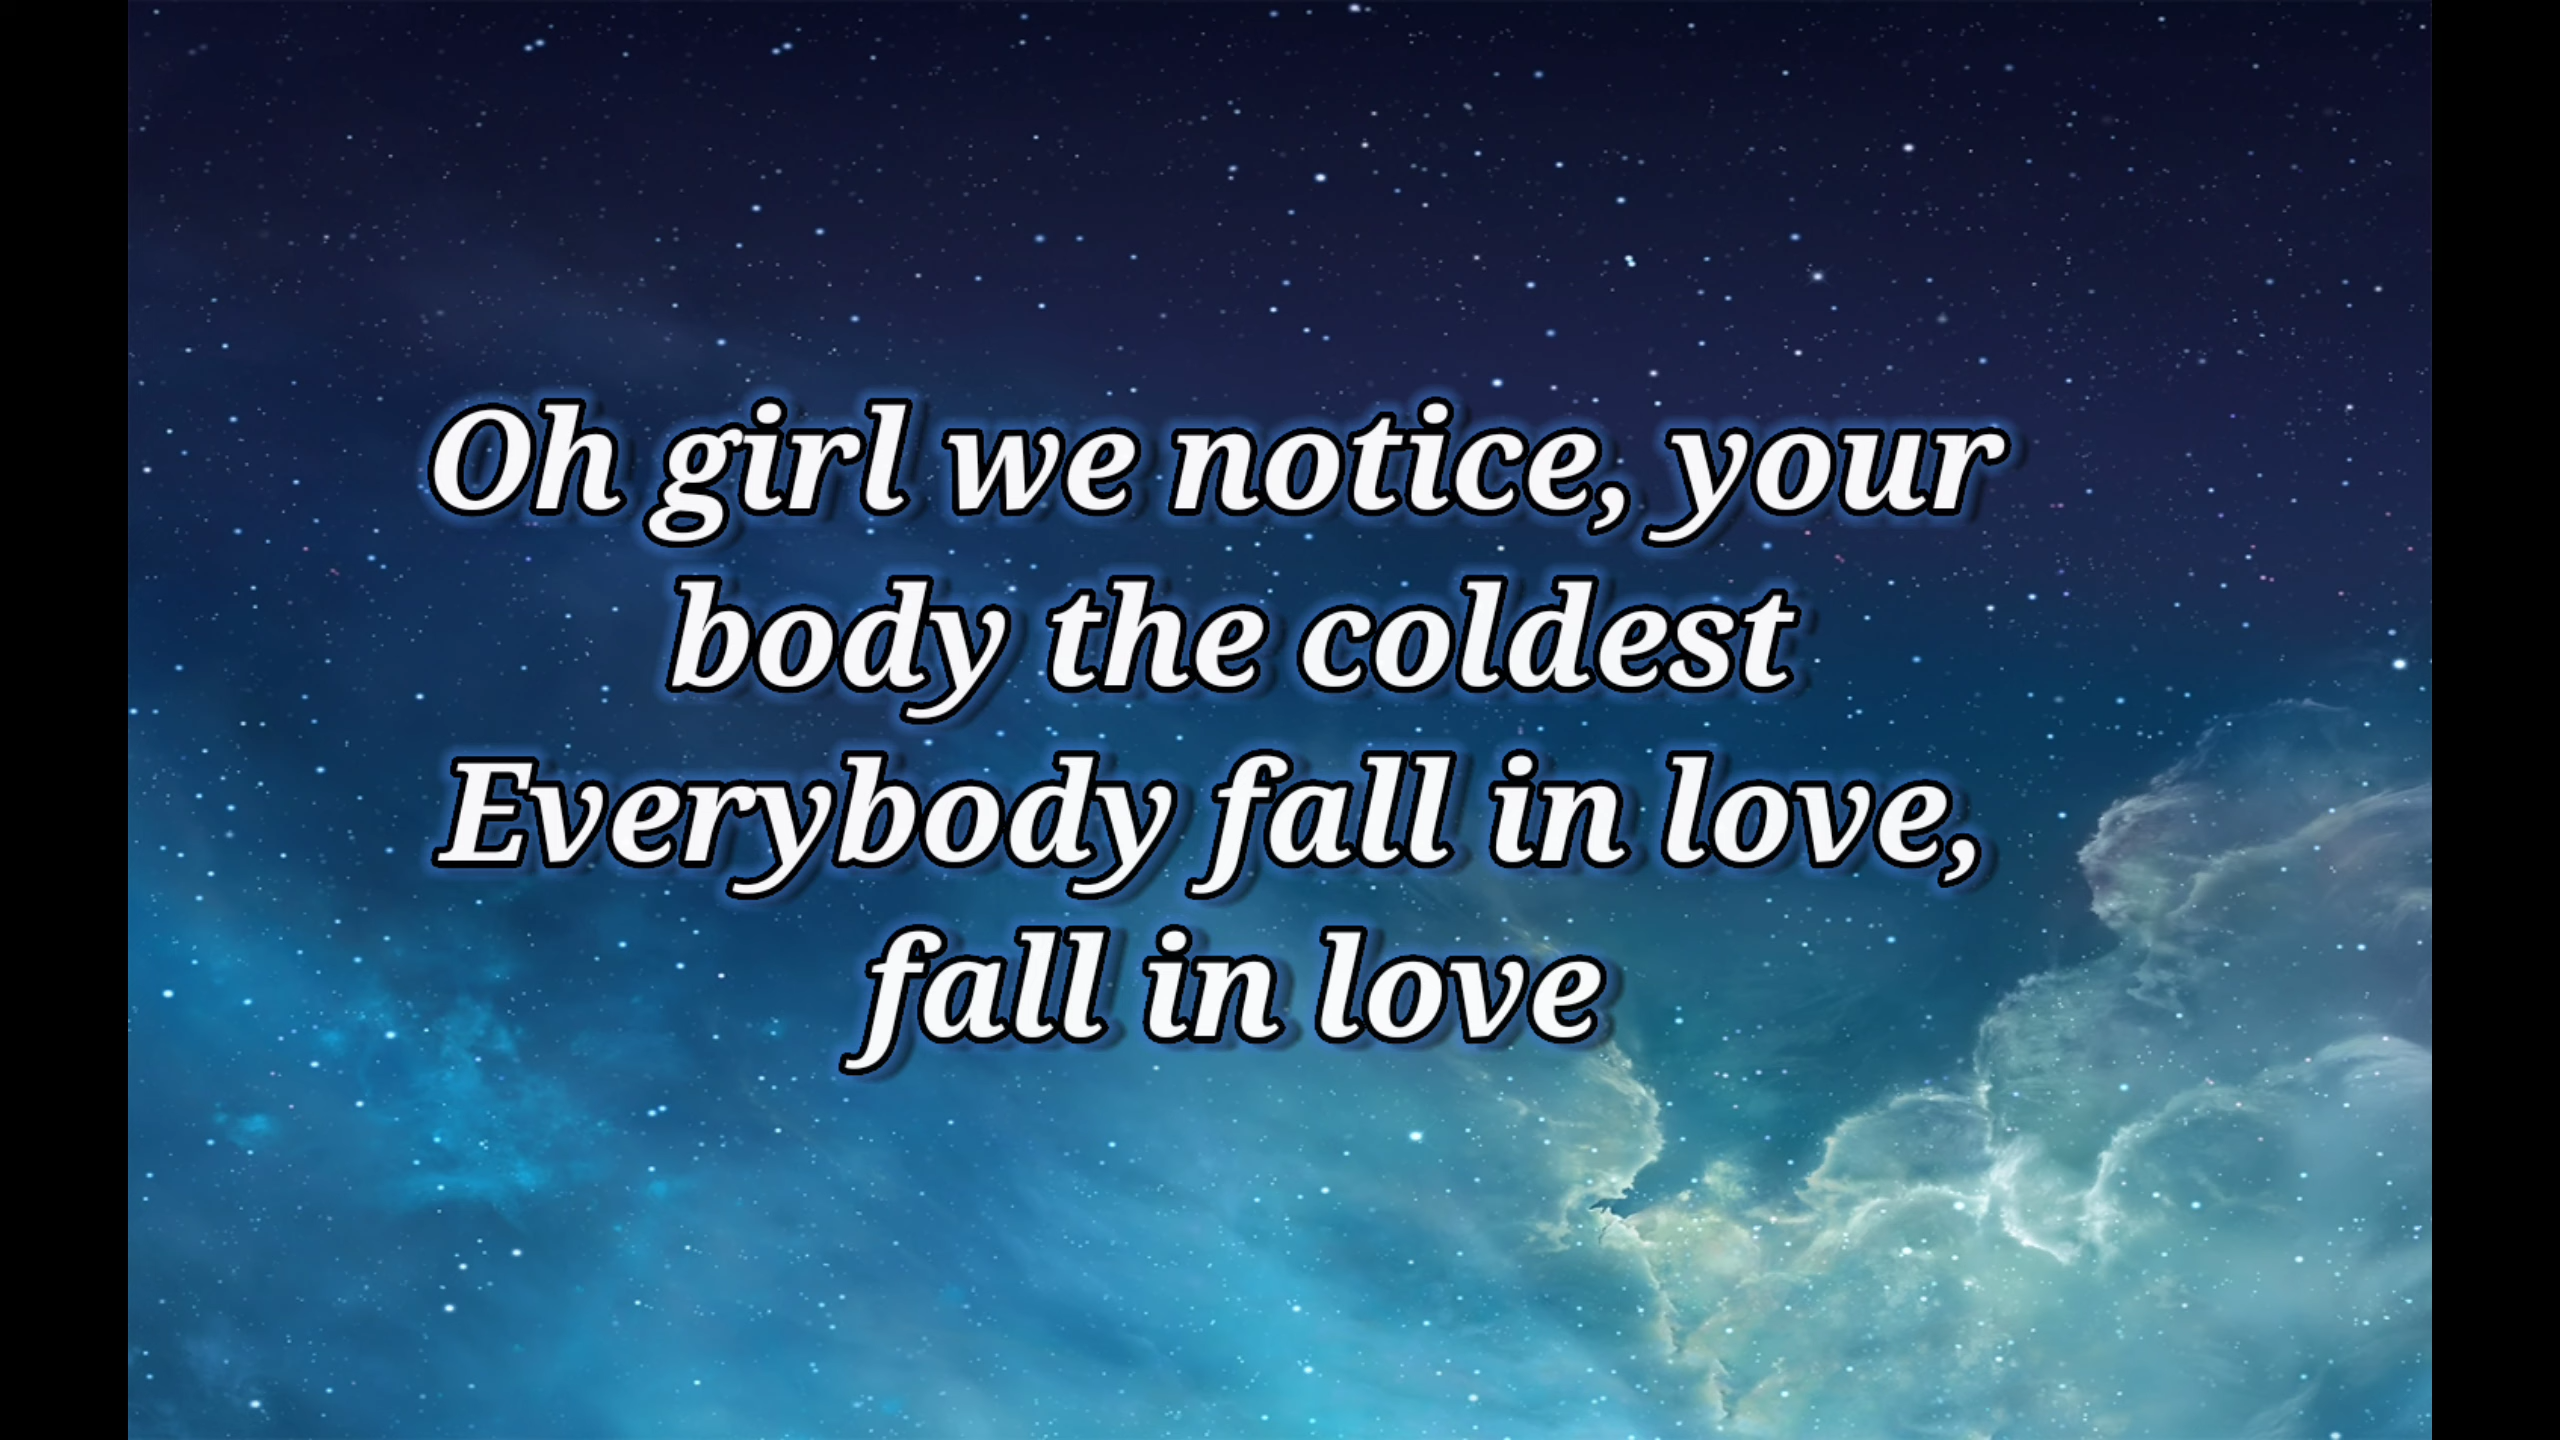 Oh girl we notice, your
body the coldest
Everybody fall in love,
fall in love